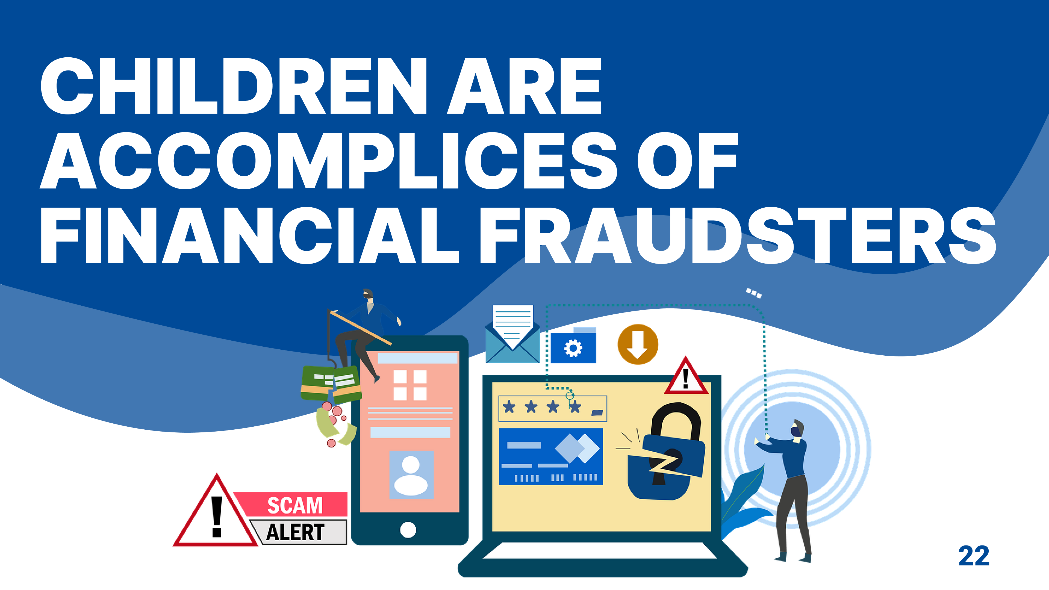 CHILDREN ARE
ACCOMPLICES OF
FINANCIAL FRAUDSTERS
SCAM
ALERT
22